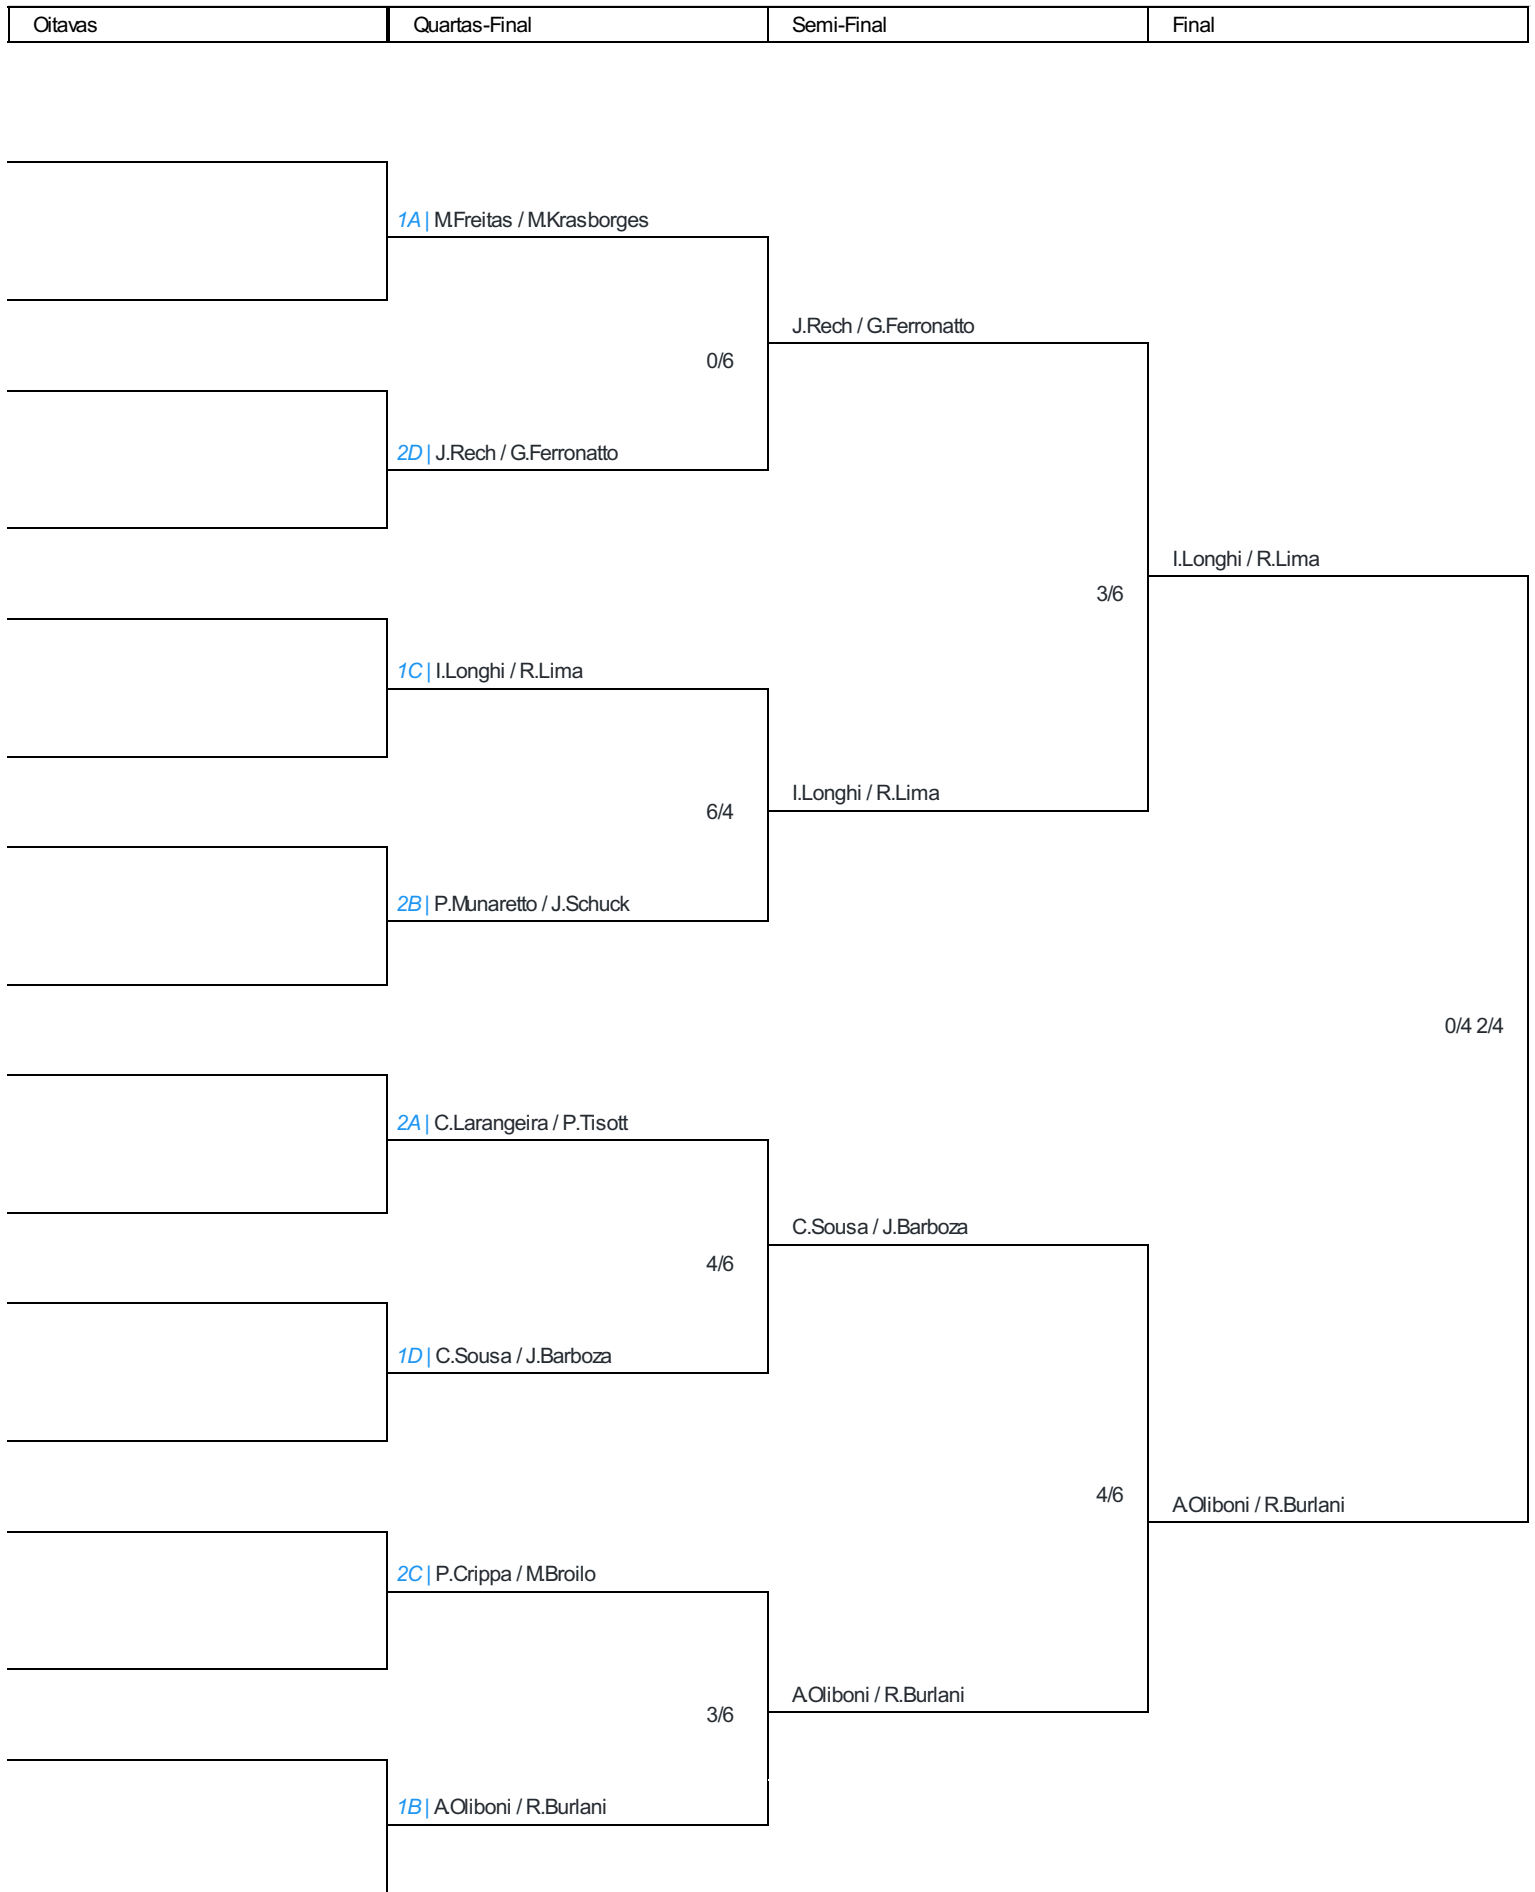 Oitavas Quartas-Final Semi-Final Final
1A | M.Freitas / M.Krasborges
J.Rech / G.Ferronatto
0/6
2D | J.Rech / G.Ferronatto
I.Longhi / R.Lima
3/6
1C | I.Longhi / R.Lima
I.Longhi / R.Lima
6/4
2B | P.Munaretto / J.Schuck
0/4 2/4
2A | C.Larangeira / P.Tisott
C.Sousa / J.Barboza
4/6
1D | C.Sousa / J.Barboza
4/6
A.Oliboni / R.Burlani
2C | P.Crippa / M.Broilo
A.Oliboni / R.Burlani
3/6
1B | A.Oliboni / R.Burlani